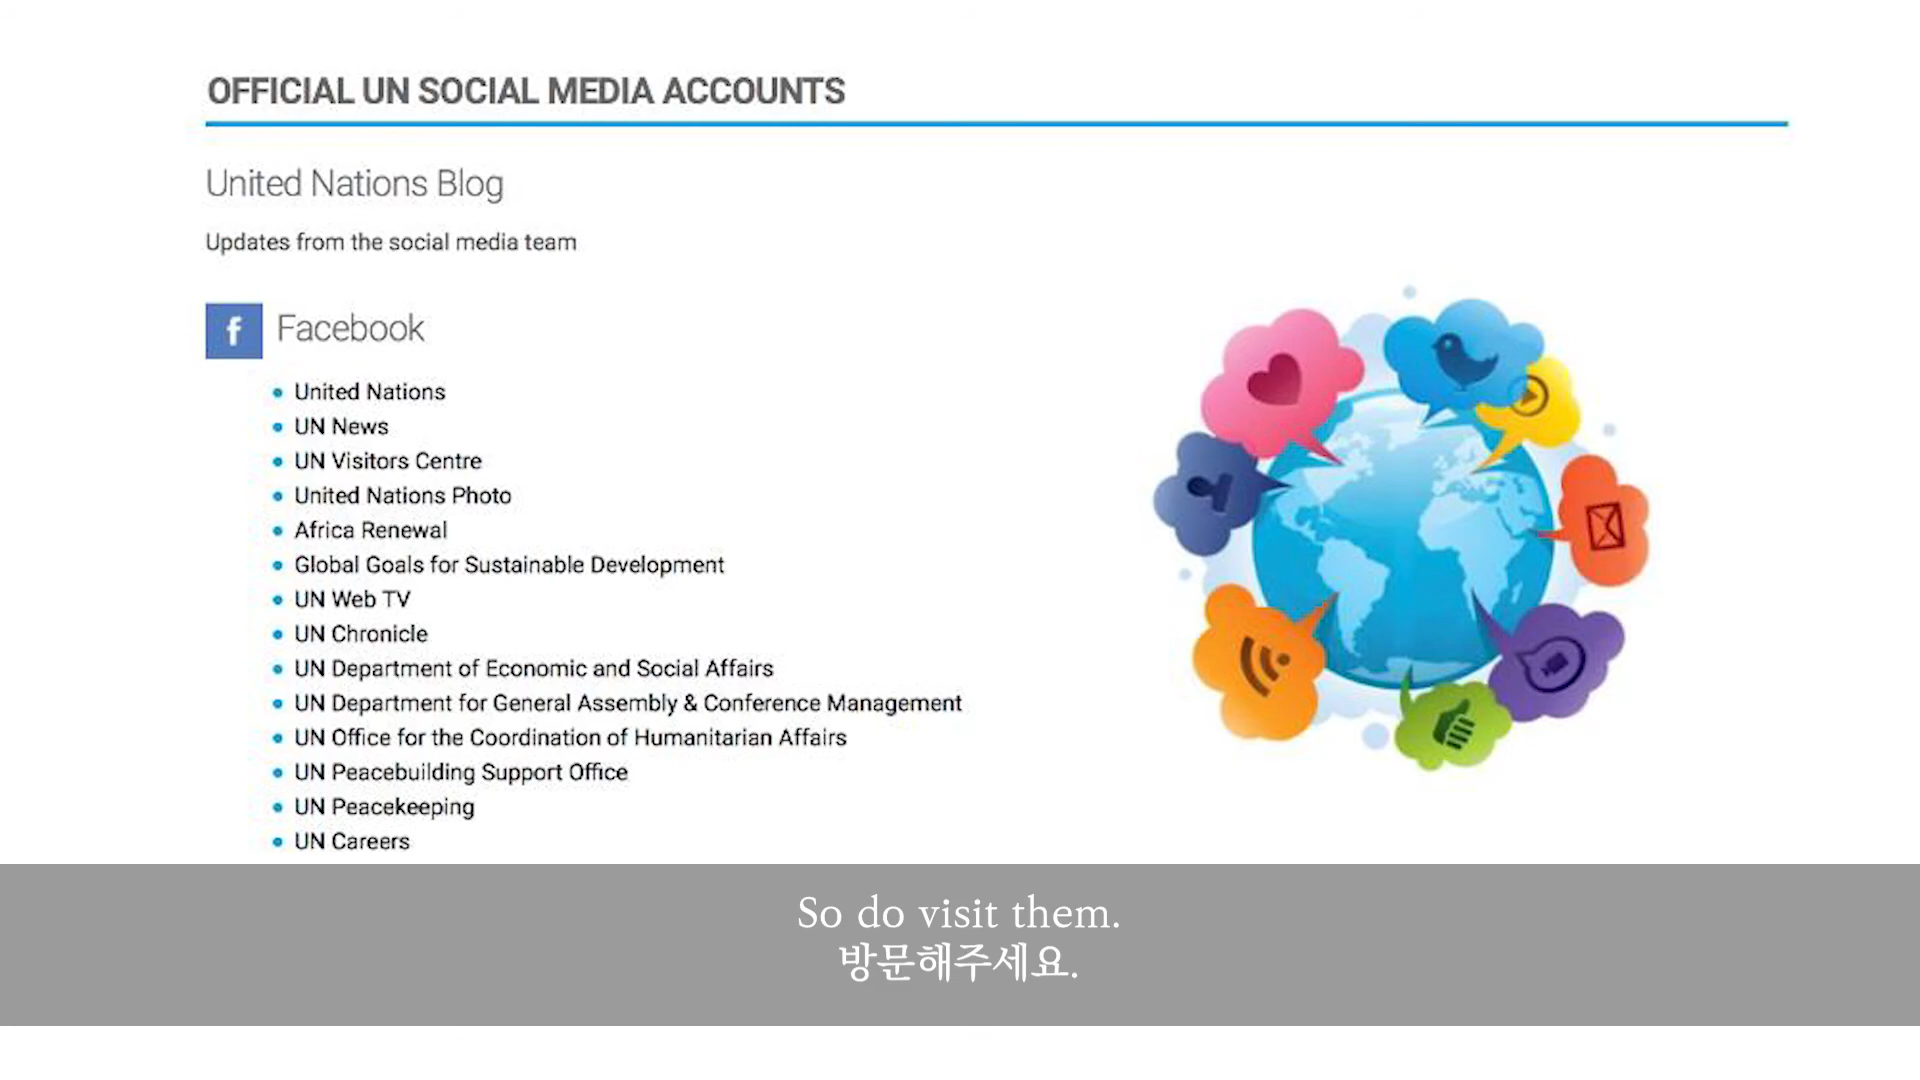 OFFICIAL UN SOCIAL MEDIA ACCOUNTS
United Nations Blog
Updates from the social media team
f Facebook
United Nations
UN News
UN Visitors Centre
United Nations Photo
Africa Renewal
Global Goals for Sustainable Development
UN Web TV
UN Chronicle
UN Department of Economic and Social Affairs
UN Department for General Assembly & Conference Management
UN Office for the Coordination of Humanitarian Affairs
UN Peacebuilding Support Office
UN Peacekeeping
UN Careers
So do visit them.
방문해주세요.